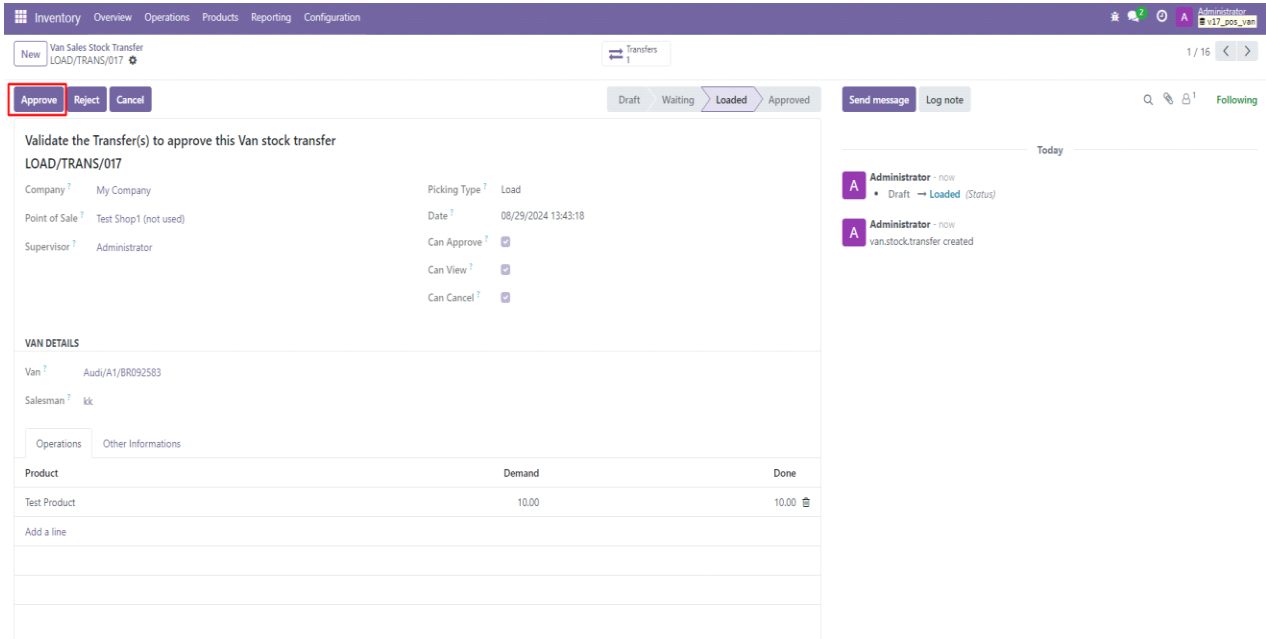 Inventory Overview Operations Products Reporting Configuration 2 A Administrator
v17_pos_van
New Van Sales Stock Transfer
LOAD/TRANS/017
Transfers
1
1 / 16
Approve Reject Cancel
Draft Waiting Loaded Approved
Send message Log note 1 Following
Validate the Transfer(s) to approve this Van stock transfer
LOAD/TRANS/017
Company ? My Company
Picking Type ? Load
Point of Sale ? Test Shop1 (not used)
Date ? 08/29/2024 13:43:18
Supervisor ? Administrator
Can Approve ?
Can View ?
Can Cancel ?
VAN DETAILS
Van ? Audi/A1/BR092583
Salesman ? kk
Operations Other Informations
Product Demand Done
Test Product 10.00 10.00
Add a line
Today
A Administrator - now
• Draft → Loaded (Status)
A Administrator - now
van.stock.transfer created